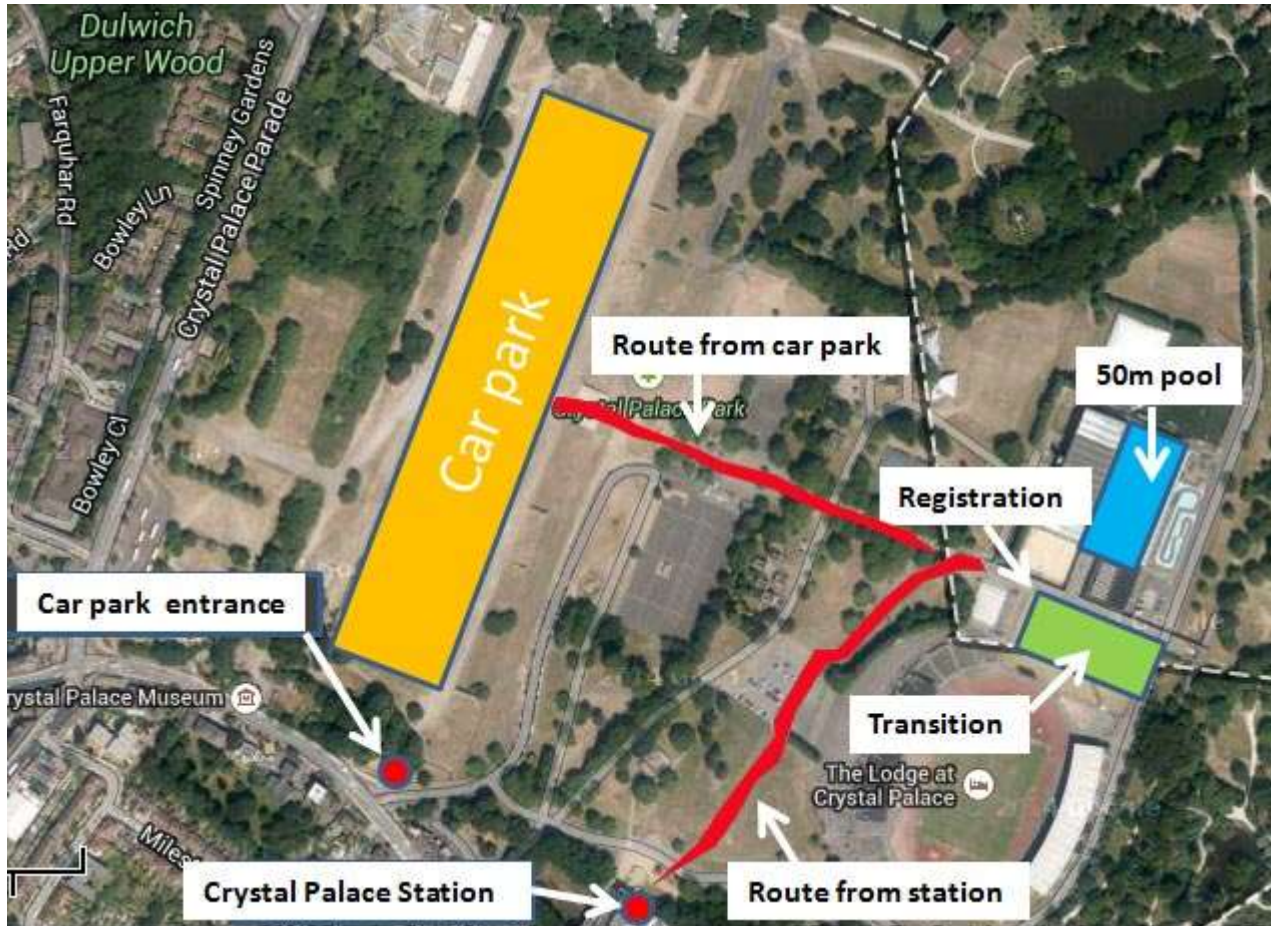 Dulwich
Upper Wood
Farquhar Rd
Spinney Gardens
Bowley Ln
Crystal Palace Parade
Rd
Bowley Cl
Car park
Route from car park
Crystal Palace Park
50m pool
Registration
Car park entrance
rystal Palace Museum
Transition
The Lodge at
Crystal Palace
Miles
Crystal Palace Station
Route from station